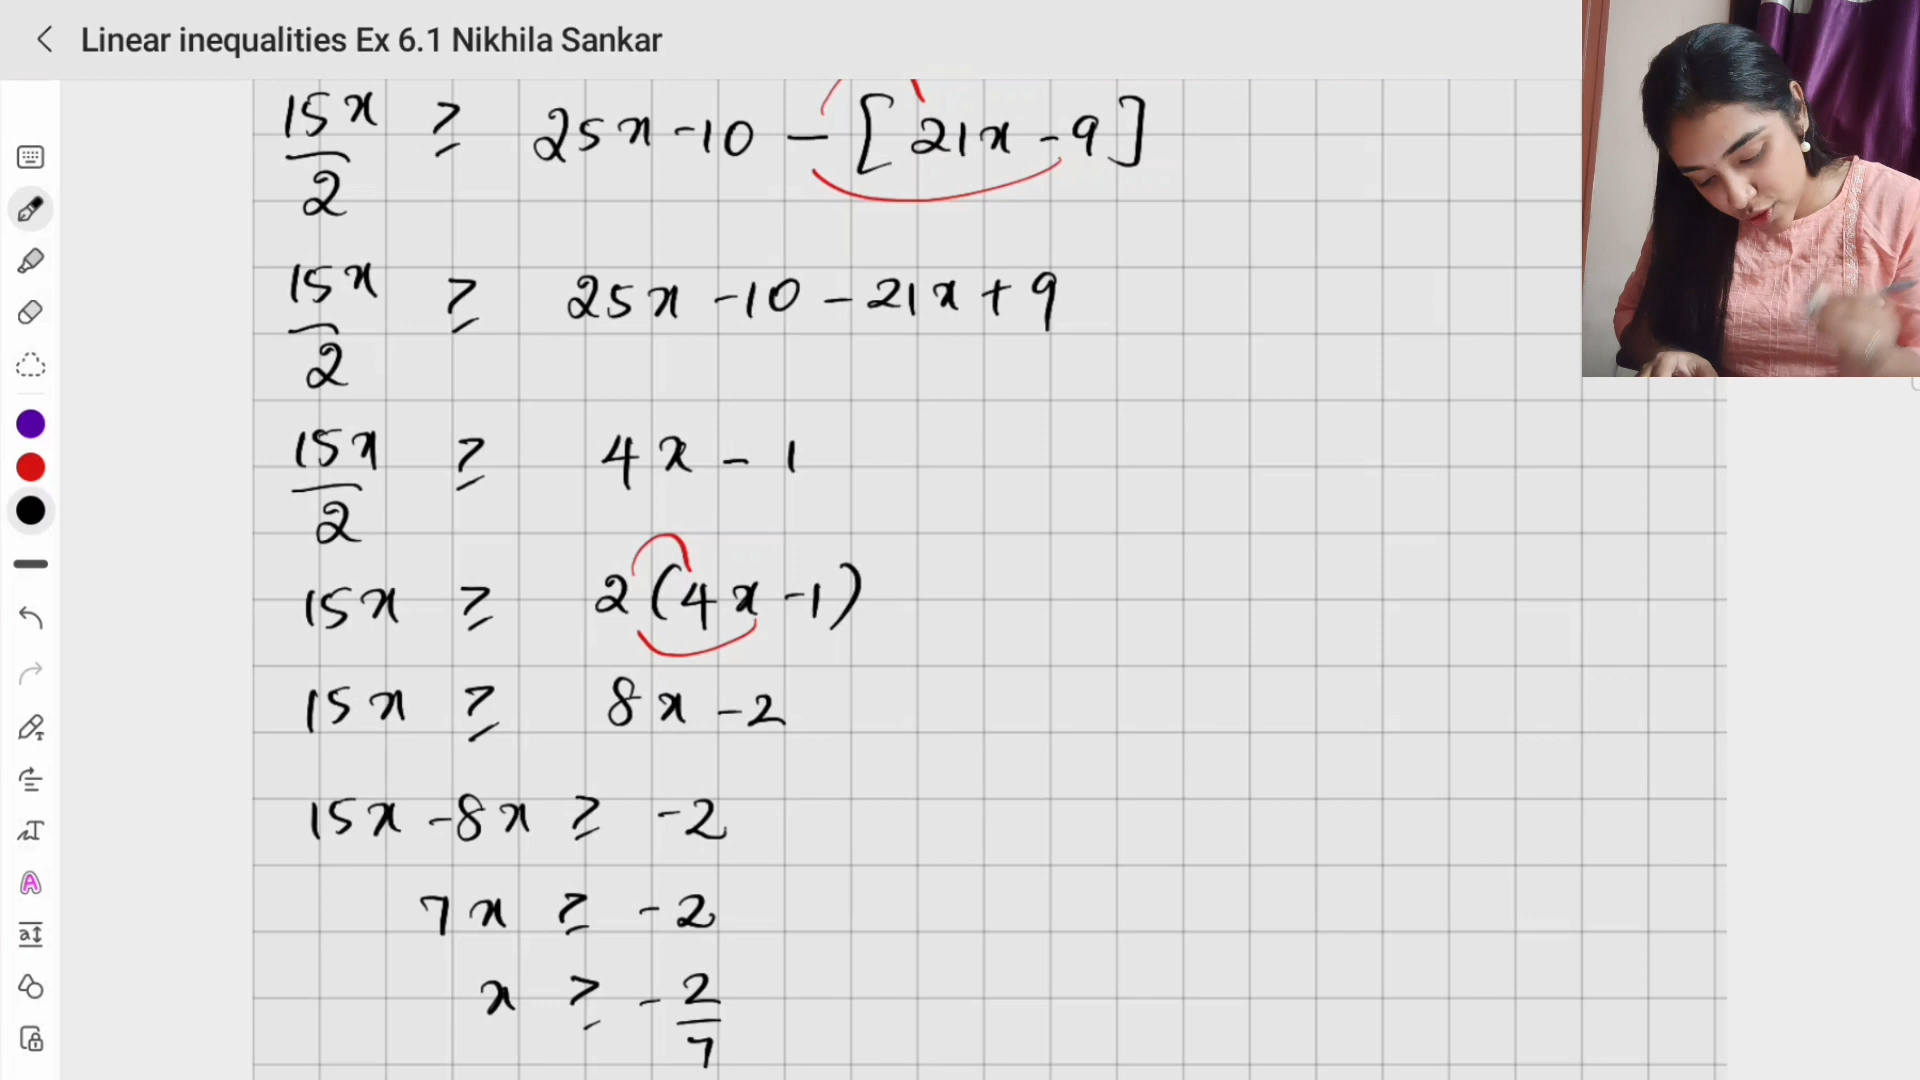 Linear inequalities Ex 6.1 Nikhila Sankar
15x/2 ≥ 25x - 10 - [21x - 9]
15x/2 ≥ 25x - 10 - 21x + 9
15x/2 ≥ 4x - 1
15x ≥ 2(4x - 1)
15x ≥ 8x - 2
15x - 8x ≥ -2
7x ≥ -2
x ≥ -2/7